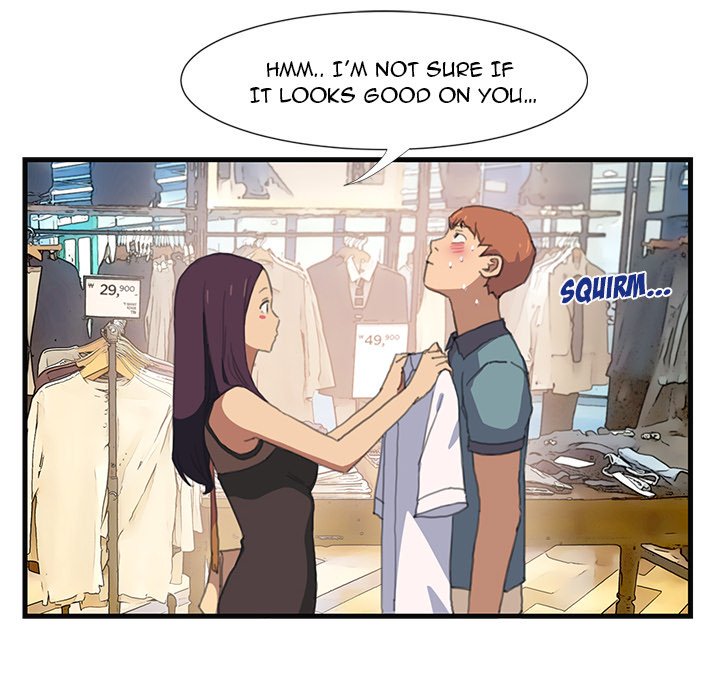 HMM.. I'M NOT SURE IF
IT LOOKS GOOD ON YOU...
SQUIRM...
₩ 29,900
₩ 49,900